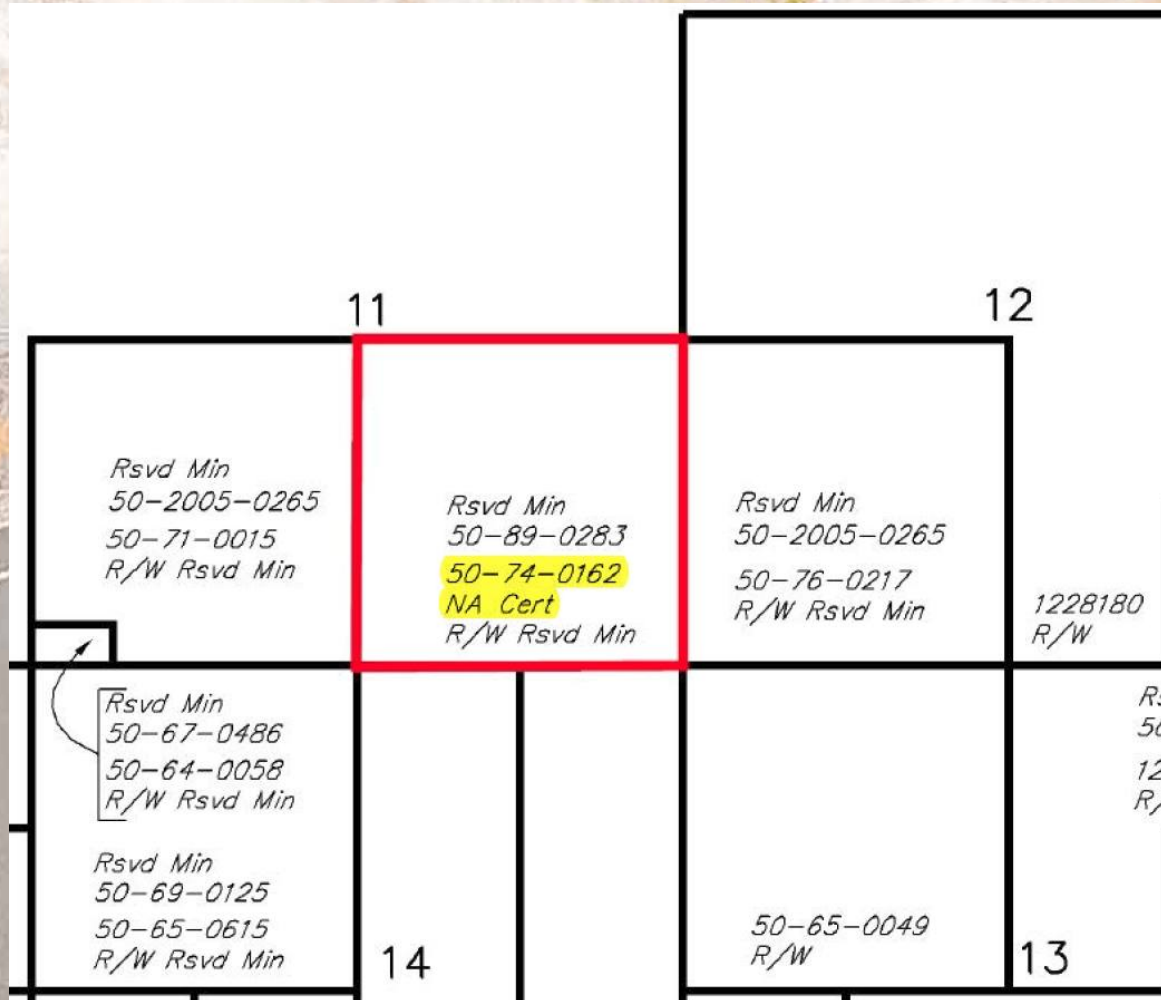 11
12
Rsvd Min
50-2005-0265
50-71-0015
R/W Rsvd Min
Rsvd Min
50-89-0283
50-74-0162
NA Cert
R/W Rsvd Min
Rsvd Min
50-2005-0265
50-76-0217
R/W Rsvd Min
1228180
R/W
Rsvd Min
50-67-0486
50-64-0058
R/W Rsvd Min
Rsvd Min
50-69-0125
50-65-0615
R/W Rsvd Min
14
50-65-0049
R/W
13
12
R/